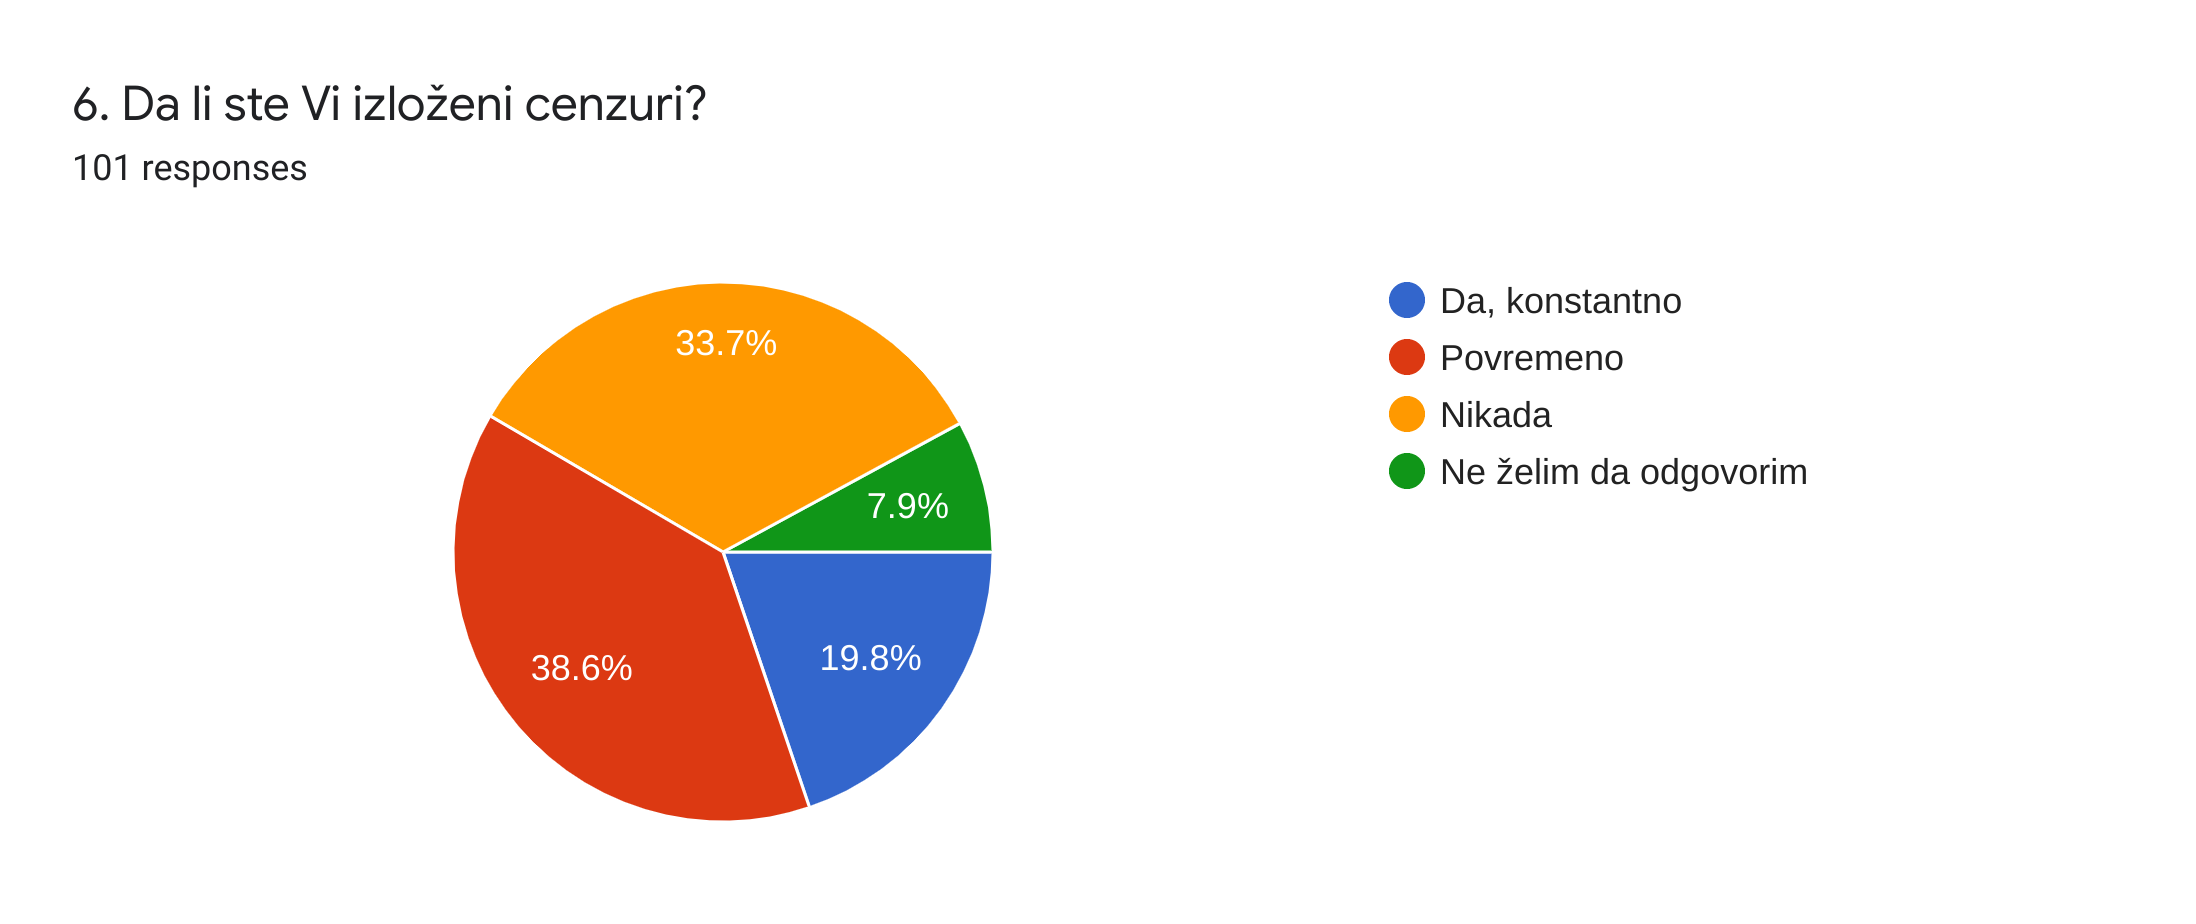 6. Da li ste Vi izloženi cenzuri?
101 responses
Da, konstantno
Povremeno
Nikada
Ne želim da odgovorim
33.7%
7.9%
38.6%
19.8%